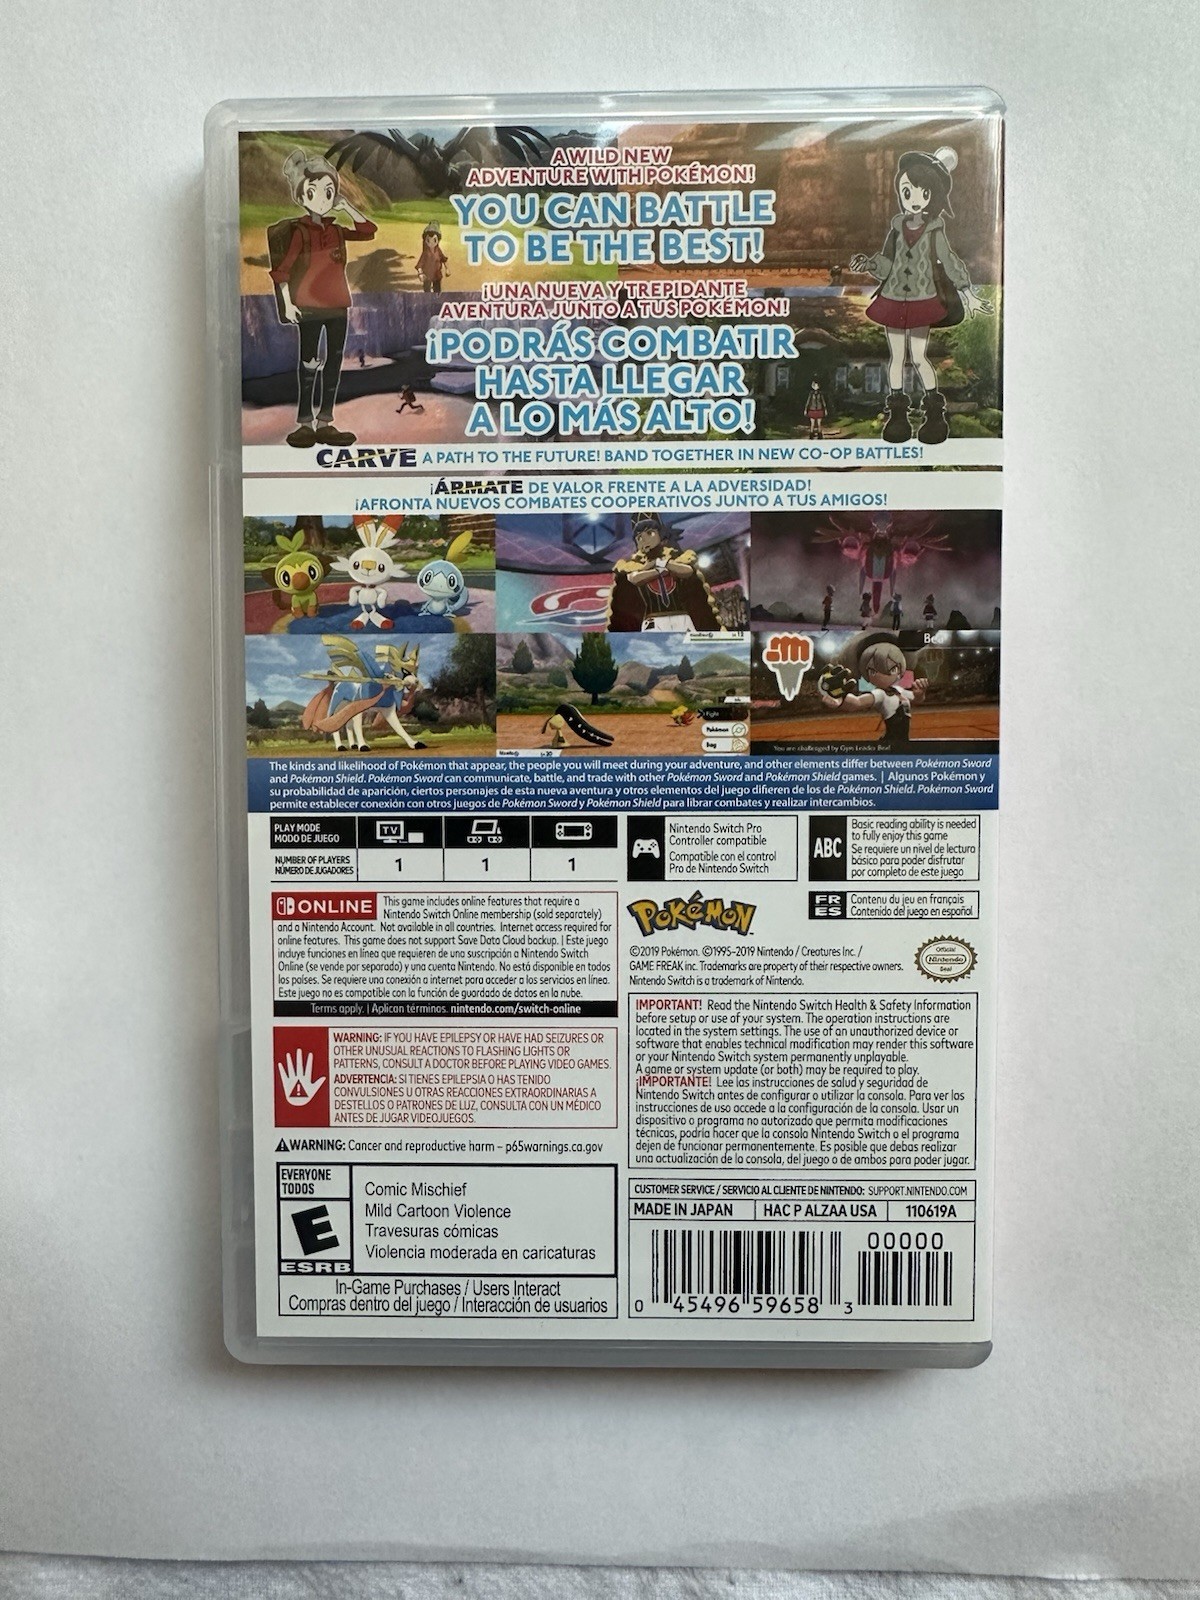 A WILD NEW
ADVENTURE WITH POKÉMON!
YOU CAN BATTLE
TO BE THE BEST!
¡UNA NUEVA Y TREPIDANTE
AVENTURA JUNTO A TUS POKÉMON!
¡PODRÁS COMBATIR
HASTA LLEGAR
A LO MÁS ALTO!
CARVE A PATH TO THE FUTURE! BAND TOGETHER IN NEW CO-OP BATTLES!
¡ÁRMATE DE VALOR FRENTE A LA ADVERSIDAD!
¡AFRONTA NUEVOS COMBATES COOPERATIVOS JUNTO A TUS AMIGOS!
Bea
Fight
Pokémon
Bag
You are challenged by Gym Leader Bea!
The kinds and likelihood of Pokémon that appear, the people you will meet during your adventure, and other elements differ between Pokémon Sword
and Pokémon Shield. Pokémon Sword can communicate, battle, and trade with other Pokémon Sword and Pokémon Shield games. | Algunos Pokémon y
su probabilidad de aparición, ciertos personajes de esta nueva aventura y otros elementos del juego difieren de los de Pokémon Shield. Pokémon Sword
permite establecer conexión con otros juegos de Pokémon Sword y Pokémon Shield para librar combates y realizar intercambios.
PLAY MODE
MODO DE JUEGO
TV
NUMBER OF PLAYERS
NÚMERO DE JUGADORES
1
1
1
Nintendo Switch Pro
Controller compatible
Compatible con el control
Pro de Nintendo Switch
ABC
Basic reading ability is needed
to fully enjoy this game
Se requiere un nivel de lectura
básico para poder disfrutar
por completo de este juego
ONLINE
This game includes online features that require a
Nintendo Switch Online membership (sold separately)
and a Nintendo Account. Not available in all countries. Internet access required for
online features. This game does not support Save Data Cloud backup. | Este juego
incluye funciones en línea que requieren de una suscripción a Nintendo Switch
Online (se vende por separado) y una cuenta Nintendo. No está disponible en todos
los países. Se requiere una conexión a internet para acceder a los servicios en línea.
Este juego no es compatible con la función de guardado de datos en la nube.
Terms apply. | Aplican términos. nintendo.com/switch-online
POKéMON
FR
ES
Contenu du jeu en français
Contenido del juego en español
©2019 Pokémon. ©1995–2019 Nintendo / Creatures Inc. /
GAME FREAK inc. Trademarks are property of their respective owners.
Nintendo Switch is a trademark of Nintendo.
Official
Nintendo
Seal
WARNING: IF YOU HAVE EPILEPSY OR HAVE HAD SEIZURES OR
OTHER UNUSUAL REACTIONS TO FLASHING LIGHTS OR
PATTERNS, CONSULT A DOCTOR BEFORE PLAYING VIDEO GAMES.
ADVERTENCIA: SI TIENES EPILEPSIA O HAS TENIDO
CONVULSIONES U OTRAS REACCIONES EXTRAORDINARIAS A
DESTELLOS O PATRONES DE LUZ, CONSULTA CON UN MÉDICO
ANTES DE JUGAR VIDEOJUEGOS.
WARNING: Cancer and reproductive harm – p65warnings.ca.gov
IMPORTANT! Read the Nintendo Switch Health & Safety Information
before setup or use of your system. The operation instructions are
located in the system settings. The use of an unauthorized device or
software that enables technical modification may render this software
or your Nintendo Switch system permanently unplayable.
A game or system update (or both) may be required to play.
¡IMPORTANTE! Lee las instrucciones de salud y seguridad de
Nintendo Switch antes de configurar o utilizar la consola. Para ver las
instrucciones de uso accede a la configuración de la consola. Usar un
dispositivo o programa no autorizado que permita modificaciones
técnicas, podría hacer que la consola Nintendo Switch o el programa
dejen de funcionar permanentemente. Es posible que debas realizar
una actualización de la consola, del juego o de ambos para poder jugar.
EVERYONE
TODOS
E
ESRB
Comic Mischief
Mild Cartoon Violence
Travesuras cómicas
Violencia moderada en caricaturas
In-Game Purchases / Users Interact
Compras dentro del juego / Interacción de usuarios
CUSTOMER SERVICE / SERVICIO AL CLIENTE DE NINTENDO: SUPPORT.NINTENDO.COM
MADE IN JAPAN HAC P ALZAA USA 110619A
00000
0 45496 59658 3